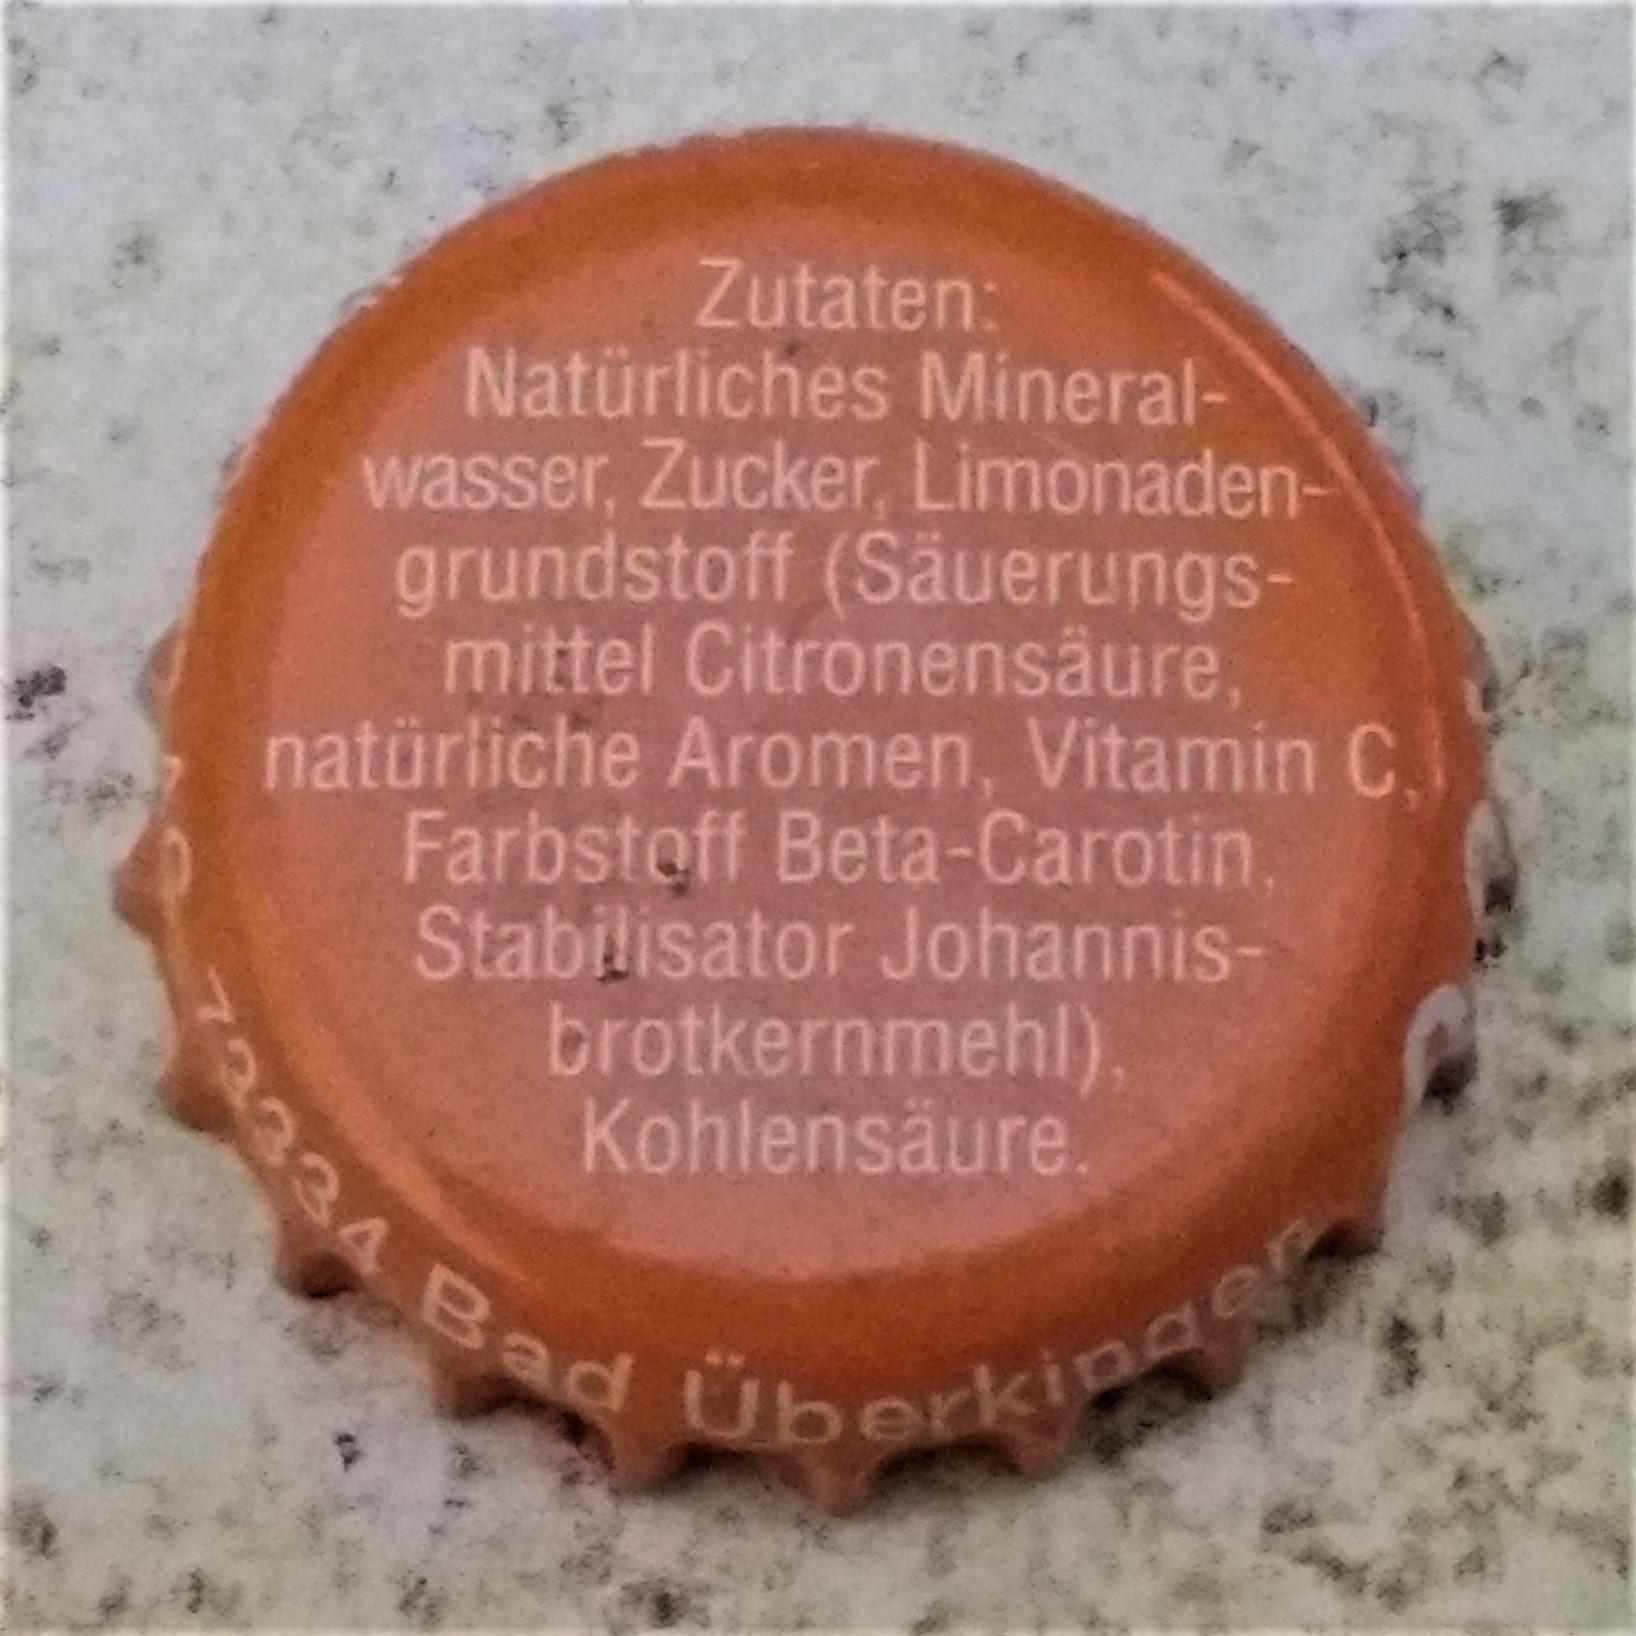 Zutaten:
Natürliches Mineral-
wasser, Zucker, Limonaden-
grundstoff (Säuerungs-
mittel Citronensäure,
natürliche Aromen, Vitamin C,
Farbstoff Beta-Carotin,
Stabilisator Johannis-
brotkernmehl),
Kohlensäure.
73334 Bad Überkingen